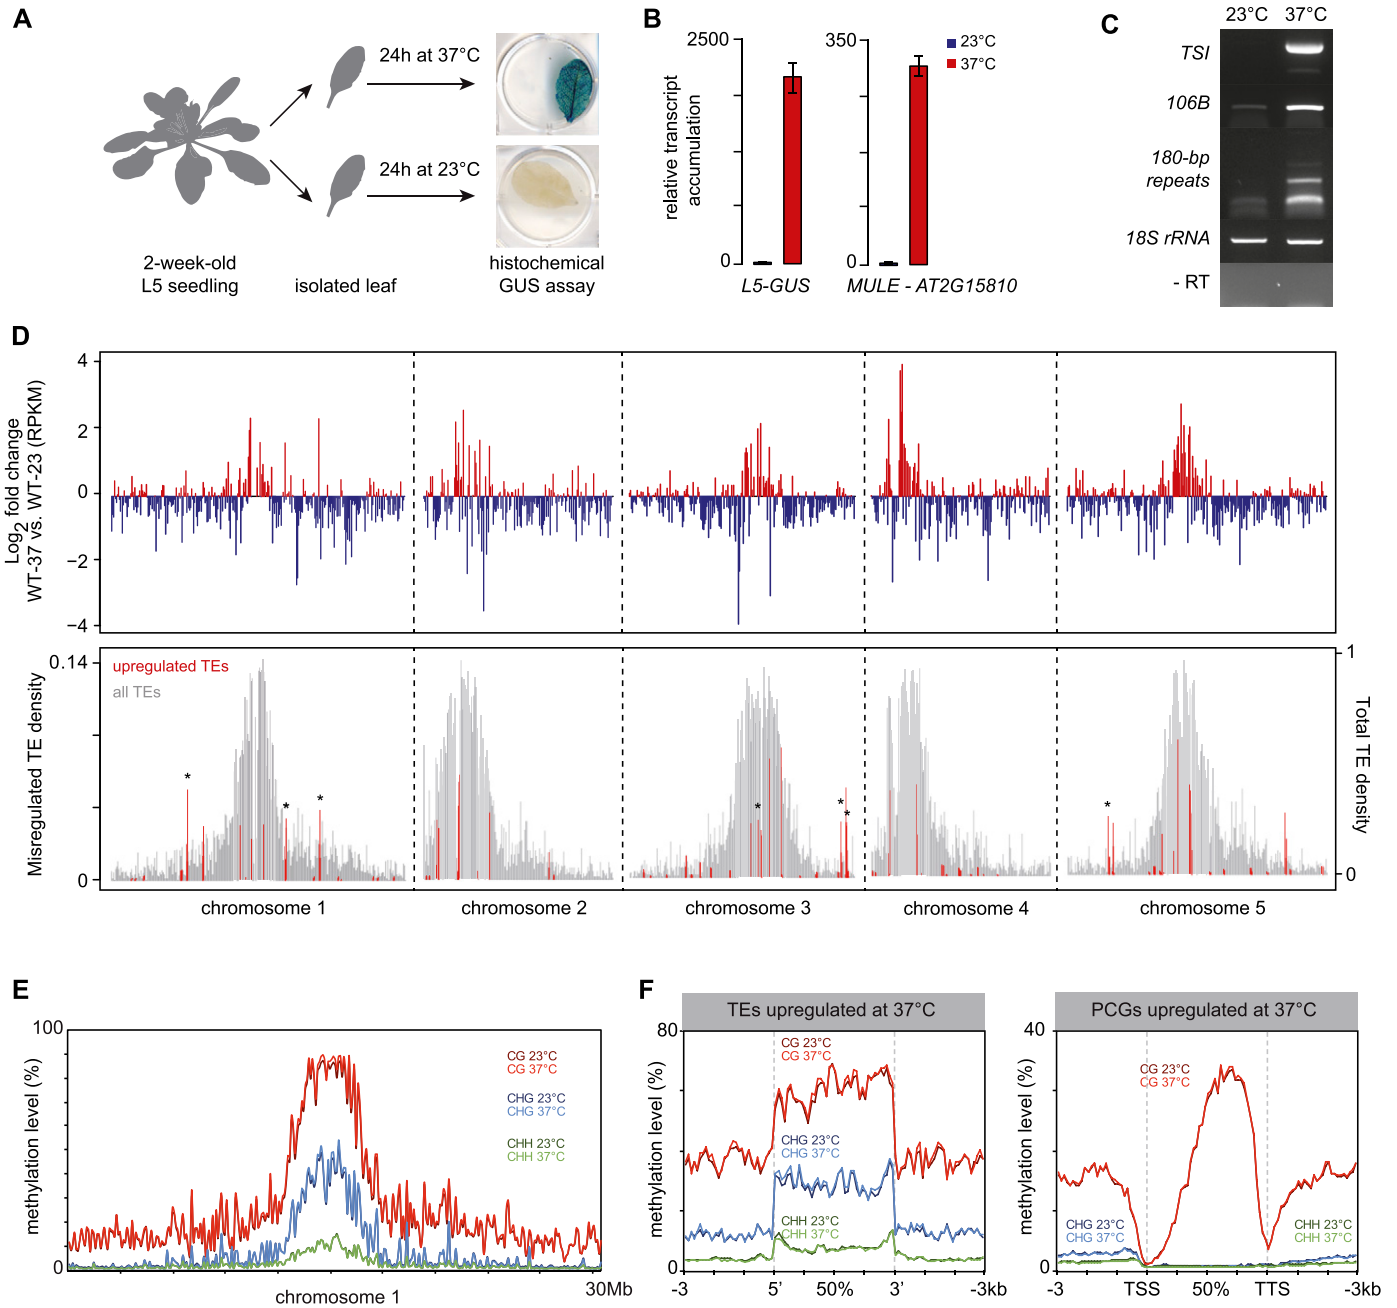 A
24h at 37°C
24h at 23°C
2-week-old
L5 seedling
isolated leaf
histochemical
GUS assay
B
relative transcript
accumulation
2500
0
L5-GUS
350
0
MULE - AT2G15810
23°C
37°C
C
23°C 37°C
TSI
106B
180-bp
repeats
18S rRNA
- RT
D
Log2 fold change
WT-37 vs. WT-23 (RPKM)
4
2
0
−2
−4
Misregulated TE density
0.14
0
upregulated TEs
all TEs
*
*
*
*
*
*
*
1
0
Total TE density
chromosome 1
chromosome 2
chromosome 3
chromosome 4
chromosome 5
E
methylation level (%)
100
0
CG 23°C
CG 37°C
CHG 23°C
CHG 37°C
CHH 23°C
CHH 37°C
chromosome 1
30Mb
F
TEs upregulated at 37°C
methylation level (%)
80
0
CG 23°C
CG 37°C
CHG 23°C
CHG 37°C
CHH 23°C
CHH 37°C
-3 5' 50% 3' -3kb
PCGs upregulated at 37°C
methylation level (%)
40
0
CG 23°C
CG 37°C
CHG 23°C
CHG 37°C
CHH 23°C
CHH 37°C
-3 TSS 50% TTS -3kb